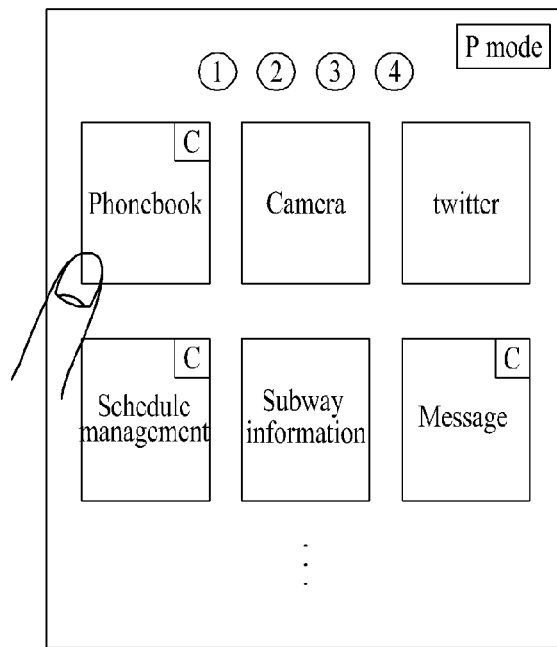 P mode
1 2 3 4
C
Phonebook
Camera
twitter
C
C
Schedule
management
Subway
information
Message